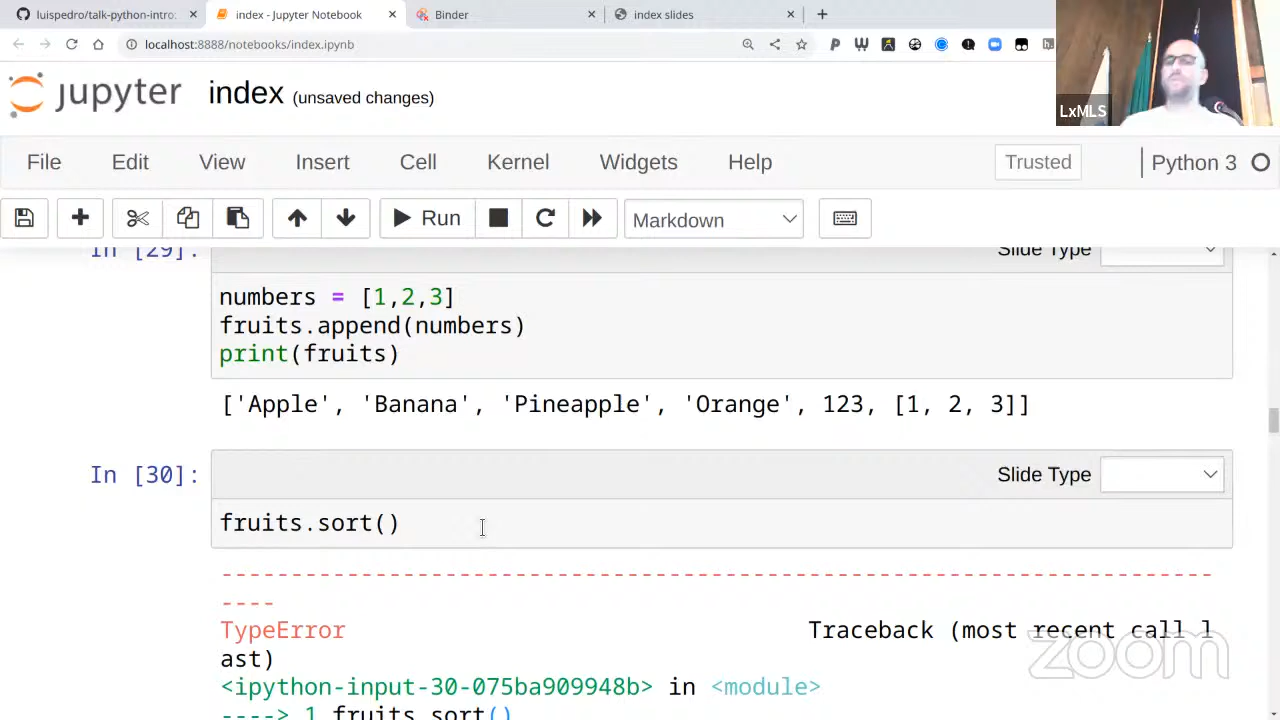 luispedro/talk-python-intro:
index - Jupyter Notebook
Binder
index slides
localhost:8888/notebooks/index.ipynb
LxMLS
jupyter index (unsaved changes)
File Edit View Insert Cell Kernel Widgets Help Trusted Python 3
Run Markdown
In [29]: Slide Type
numbers = [1,2,3]
fruits.append(numbers)
print(fruits)
['Apple', 'Banana', 'Pineapple', 'Orange', 123, [1, 2, 3]]
In [30]: Slide Type
fruits.sort()
---------------------------------------------------------------------------
TypeError Traceback (most recent call l
ast)
<ipython-input-30-075ba909948b> in <module>
----> 1 fruits.sort()
zoom